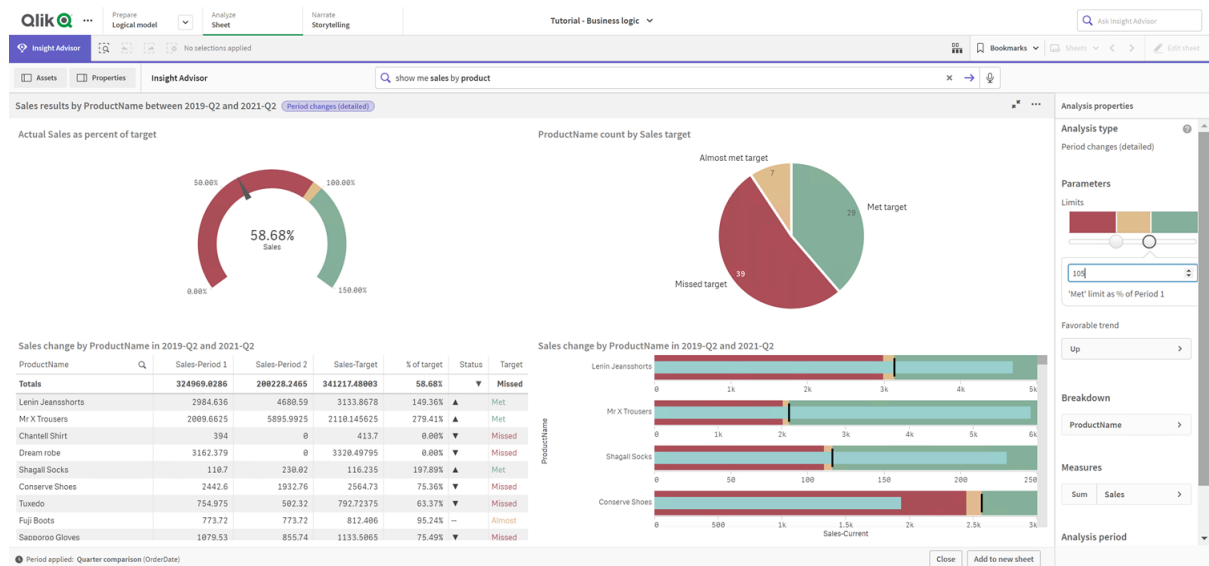 Qlik Q ... Prepare Logical model Analyze Sheet Narrate Storytelling Tutorial - Business logic Ask Insight Advisor
Insight Advisor No selections applied Bookmarks Sheets Edit sheet
Assets Properties Insight Advisor show me sales by product
Sales results by ProductName between 2019-Q2 and 2021-Q2 Period changes (detailed)
Actual Sales as percent of target
50.00% 100.00%
58.68%
Sales
0.00% 150.00%
ProductName count by Sales target
Almost met target
7
29 Met target
39
Missed target
Sales change by ProductName in 2019-Q2 and 2021-Q2
ProductName Sales-Period 1 Sales-Period 2 Sales-Target % of target Status Target
Totals 324969.0286 200228.2465 341217.48003 58.68% ▼ Missed
Lenin Jeansshorts 2984.636 4680.59 3133.8678 149.36% ▲ Met
Mr X Trousers 2009.6625 5895.9925 2110.145625 279.41% ▲ Met
Chantell Shirt 394 0 413.7 0.00% ▼ Missed
Dream robe 3162.379 0 3320.49795 0.00% ▼ Missed
Shagall Socks 110.7 230.02 116.235 197.89% ▲ Met
Conserve Shoes 2442.6 1932.76 2564.73 75.36% ▼ Missed
Tuxedo 754.975 502.32 792.72375 63.37% ▼ Missed
Fuji Boots 773.72 773.72 812.406 95.24% -- Almost
Sapporoo Gloves 1079.53 855.74 1133.5065 75.49% ▼ Missed
Sales change by ProductName in 2019-Q2 and 2021-Q2
ProductName
Lenin Jeansshorts
0 1k 2k 3k 4k 5k
Mr X Trousers
0 1k 2k 3k 4k 5k 6k
Shagall Socks
0 50 100 150 200 250
Conserve Shoes
0 500 1k 1.5k 2k 2.5k 3k
Sales-Current
Analysis properties
Analysis type
Period changes (detailed)
Parameters
Limits
105
'Met' limit as % of Period 1
Favorable trend
Up
Breakdown
ProductName
Measures
Sum Sales
Analysis period
Period applied: Quarter comparison (OrderDate) Close Add to new sheet